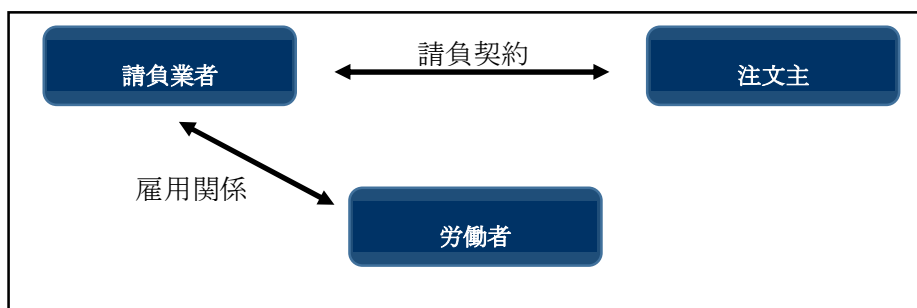 請負契約
請負業者
注文主
雇用関係
労働者